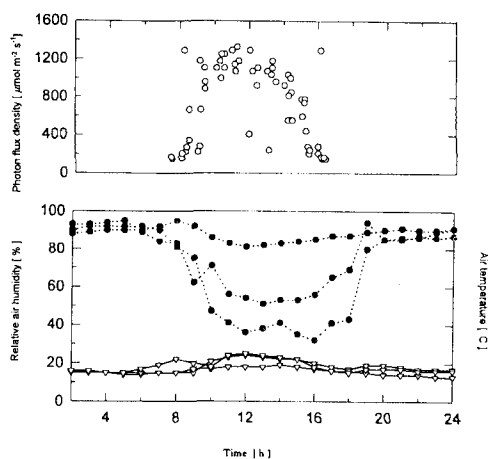 1600
1200
800
400
0
Photon flux density [ μmol m⁻² s⁻¹
100
80
60
40
20
0
Relative air humidity [ % ]
Air temperature
[ C ]
4 8 12 16 20 24
Time [ h ]